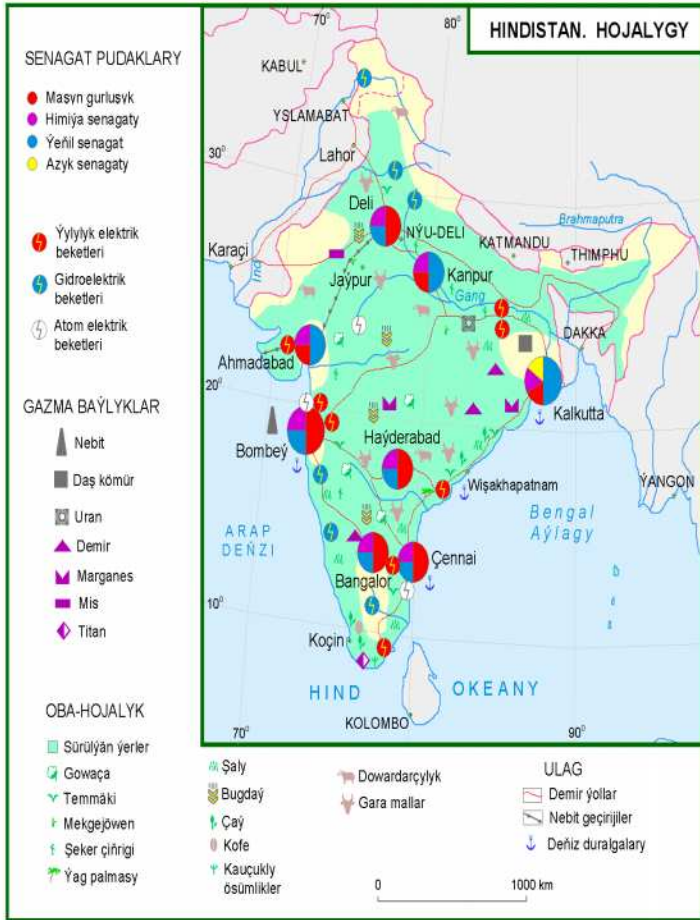 HINDISTAN. HOJALYGY
SENAGAT PUDAKLARY
Maşyn gurluşvk
Himiýa senagaty
Ýeňil senagat
Azyk senagaty
Ýylylyk elektrik
beketleri
Gidroelektrik
beketleri
Atom elektrik
beketleri
GAZMA BAÝLYKLAR
Nebit
Daş kömür
Uran
Demir
Marganes
Mis
Titan
OBA-HOJALYK
Sürülýän ýerler
Gowaça
Temmäki
Mekgejöwen
Şeker çiňrigi
Ýag palmasy
Şaly
Bugdaý
Çaý
Kofe
Kauçukly
ösümlikler
Dowardarçylyk
Gara mallar
ULAG
Demir ýollar
Nebit geçirijiler
Deňiz duralgalary
0 1000 km
70° 80°
KABUL
YSLAMABAT
Lahor
30°
Deli
NÝU-DELI
Brahmaputra
Karaçi
Ind
KATMANDU
THIMPHU
Jaýpur
Kanpur
Gang
DAKKA
Ahmadabad
20°
Kalkutta
Bombeý
Haýderabad
Wişakhapatnam
ÝANGON
ARAP
DEŇZI
Bengal
Aýlagy
Çennai
Bangalor
10°
Koçin
HIND OKEANY
KOLOMBO
70° 90°